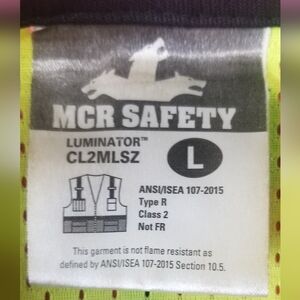 MCR SAFETY
LUMINATOR™
CL2MLSZ
L
ANSI/ISEA 107-2015
Type R
Class 2
Not FR
This garment is not flame resistant as
defined by ANSI/ISEA 107-2015 Section 10.5.